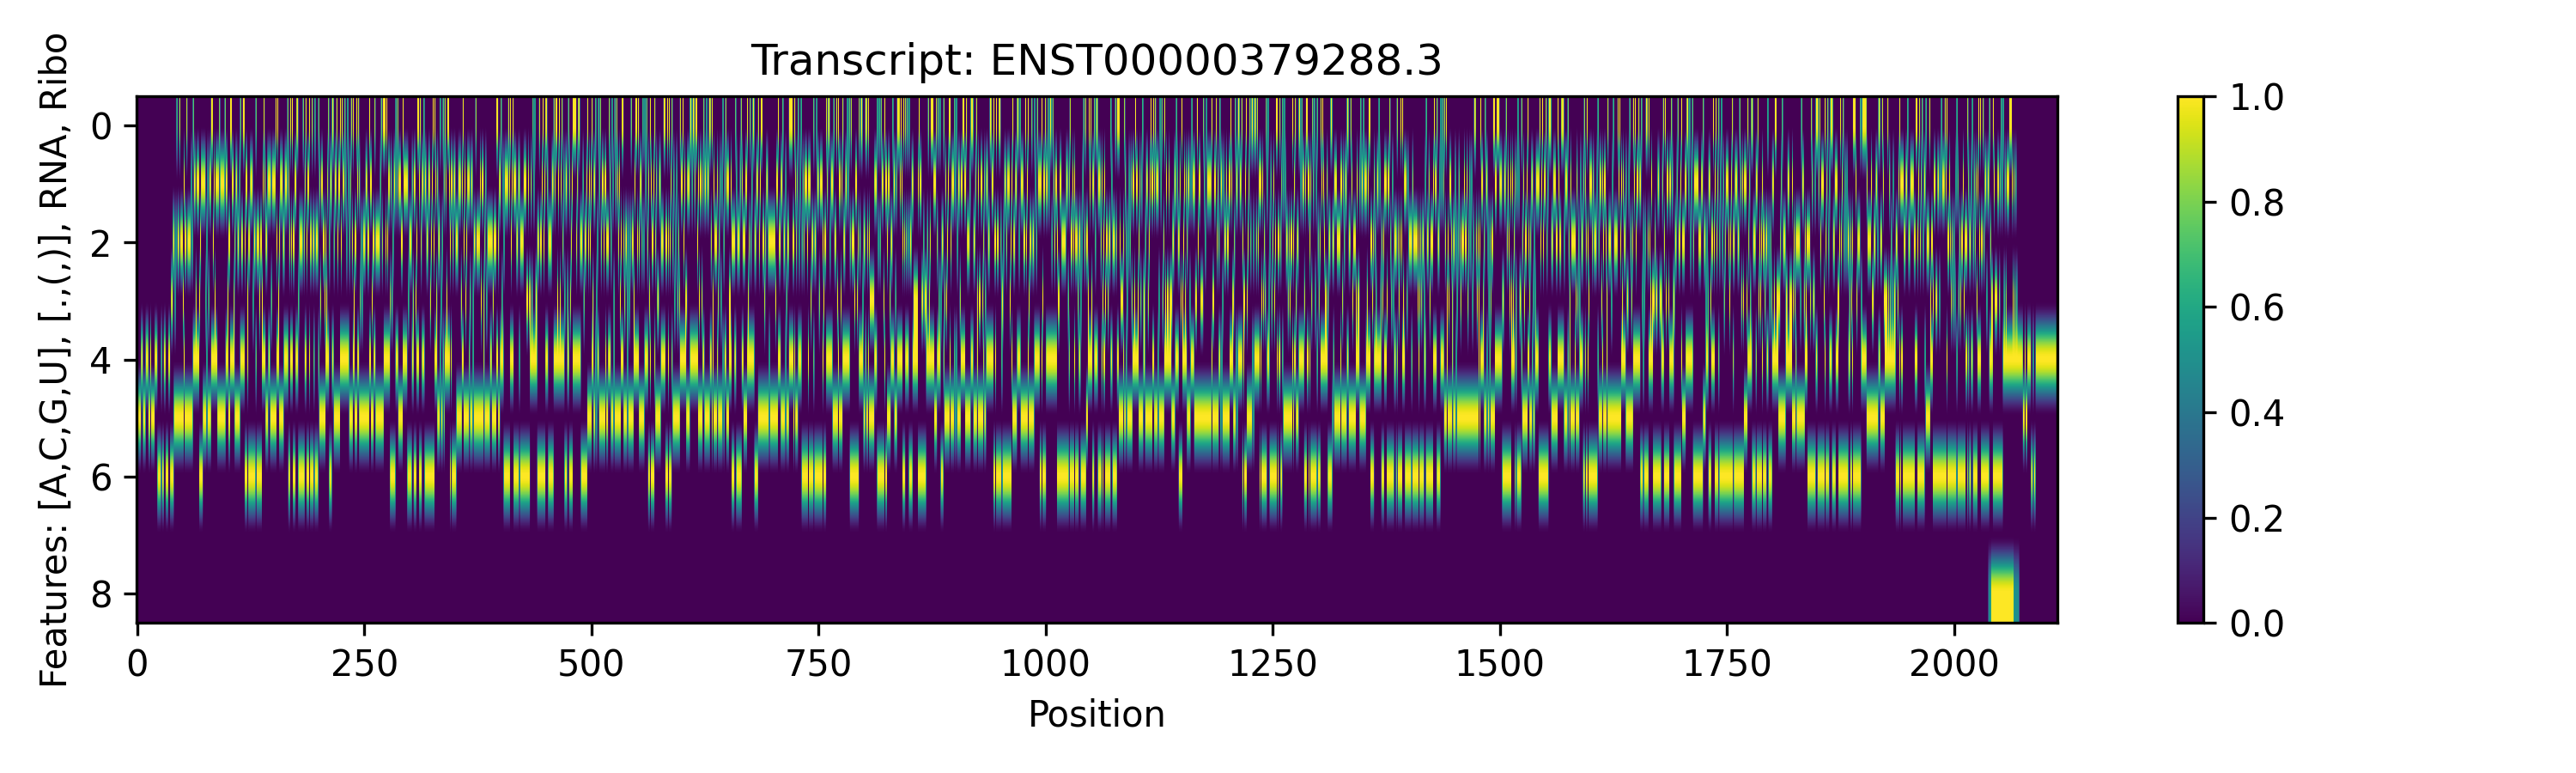 Transcript: ENST00000379288.3
Features: [A,C,G,U], [.,(,)], RNA, Ribo
0
2
4
6
8
0 250 500 750 1000 1250 1500 1750 2000
Position
1.0
0.8
0.6
0.4
0.2
0.0